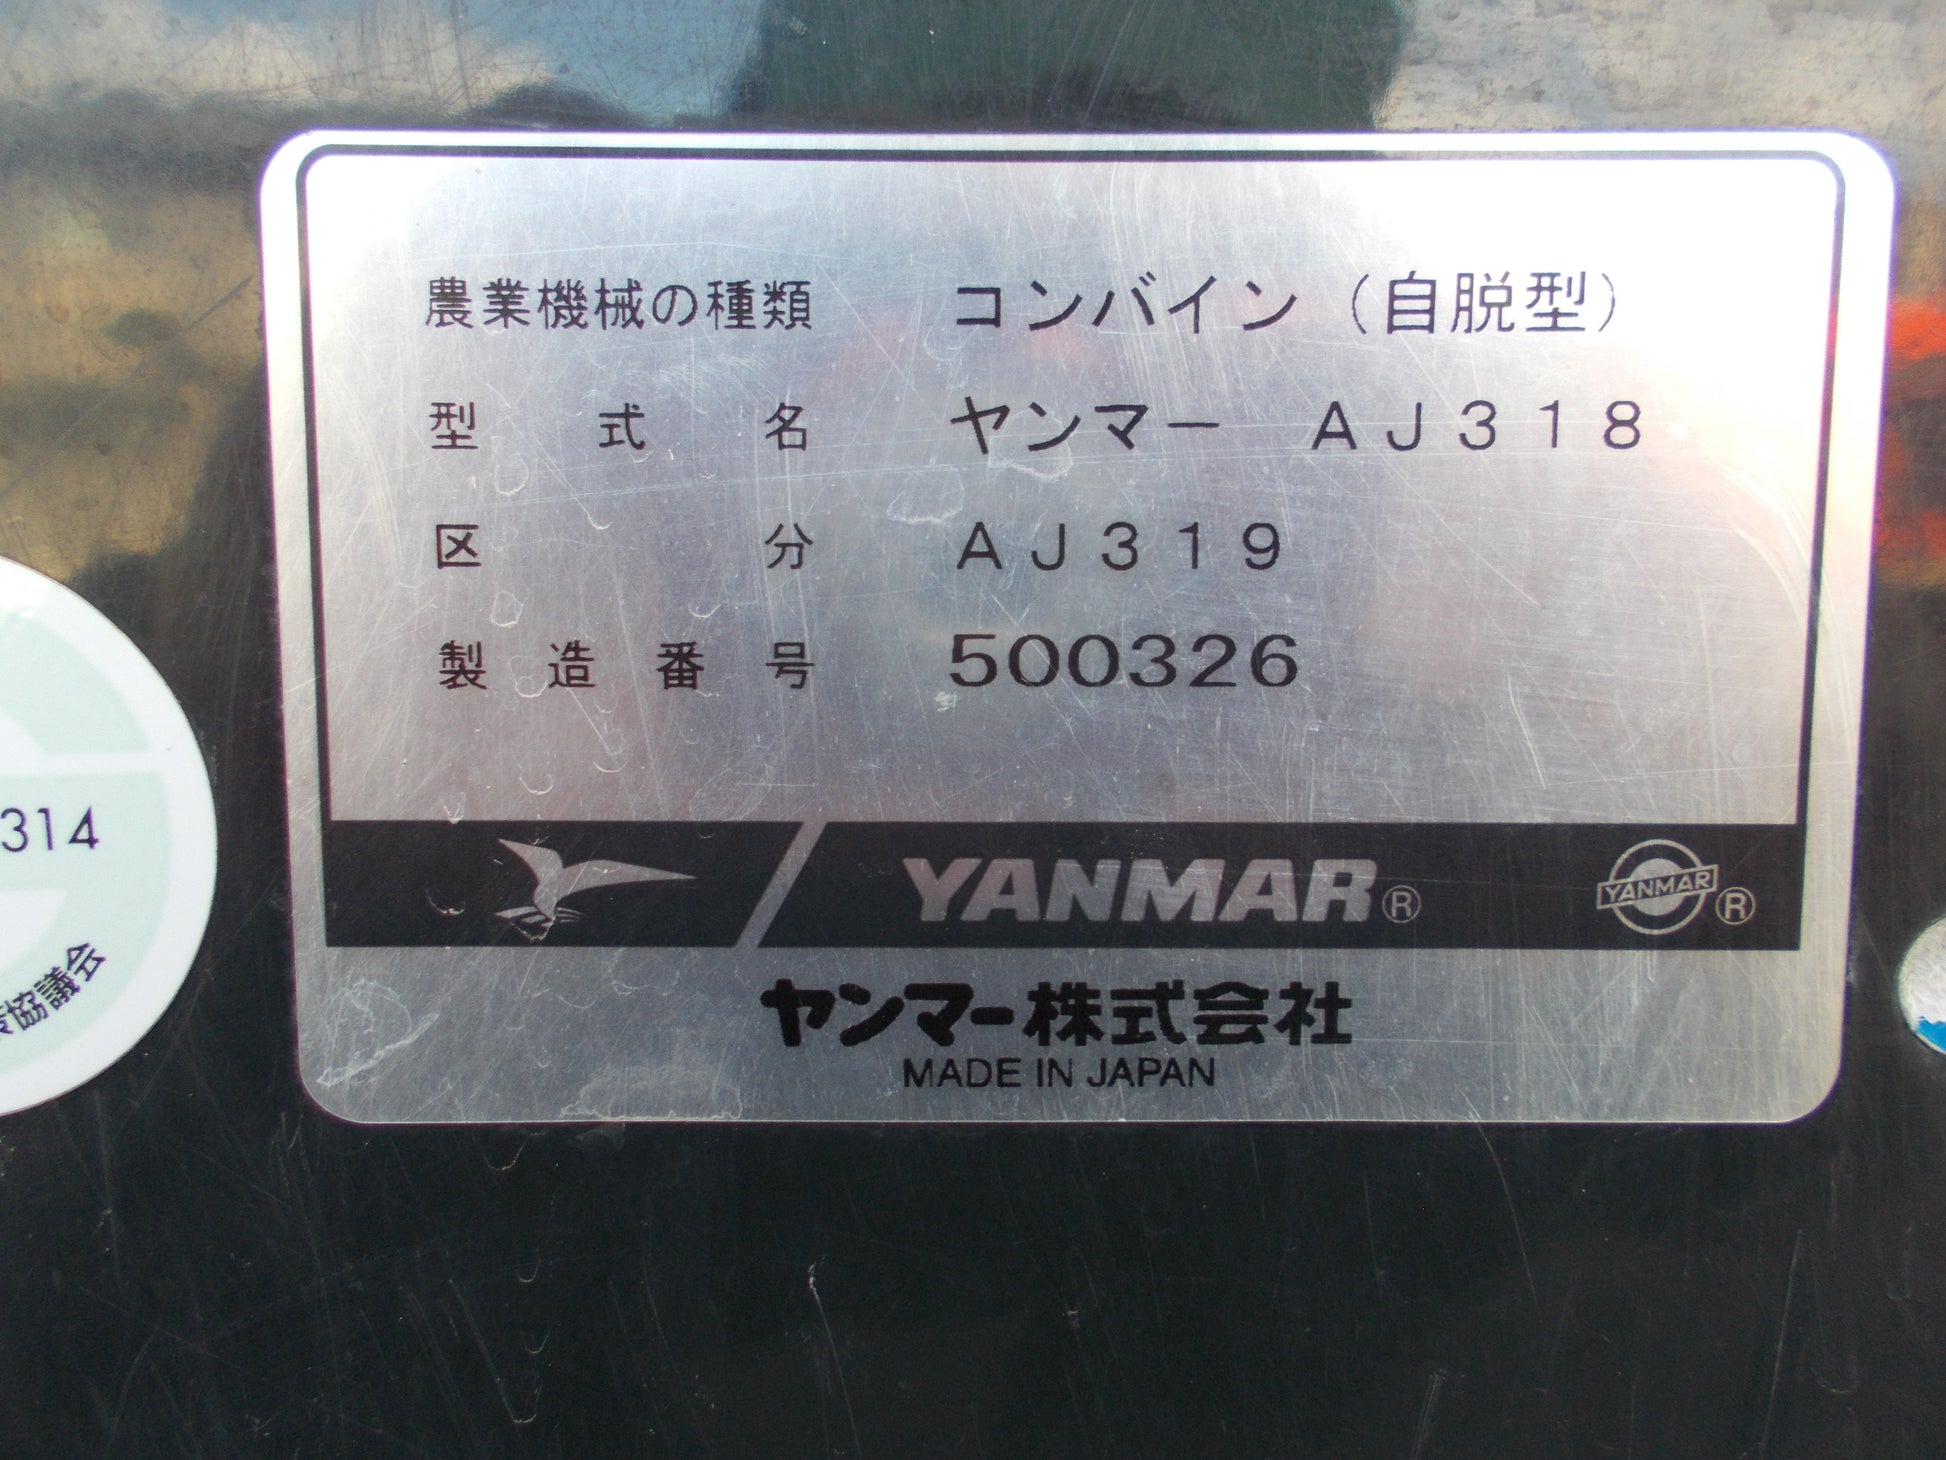 農業機械の種類 コンバイン（自脱型）
型式名 ヤンマー ＡＪ３１８
区分 ＡＪ３１９
製造番号 500326
YANMAR® YANMAR®
ヤンマー株式会社
MADE IN JAPAN
314
協議会